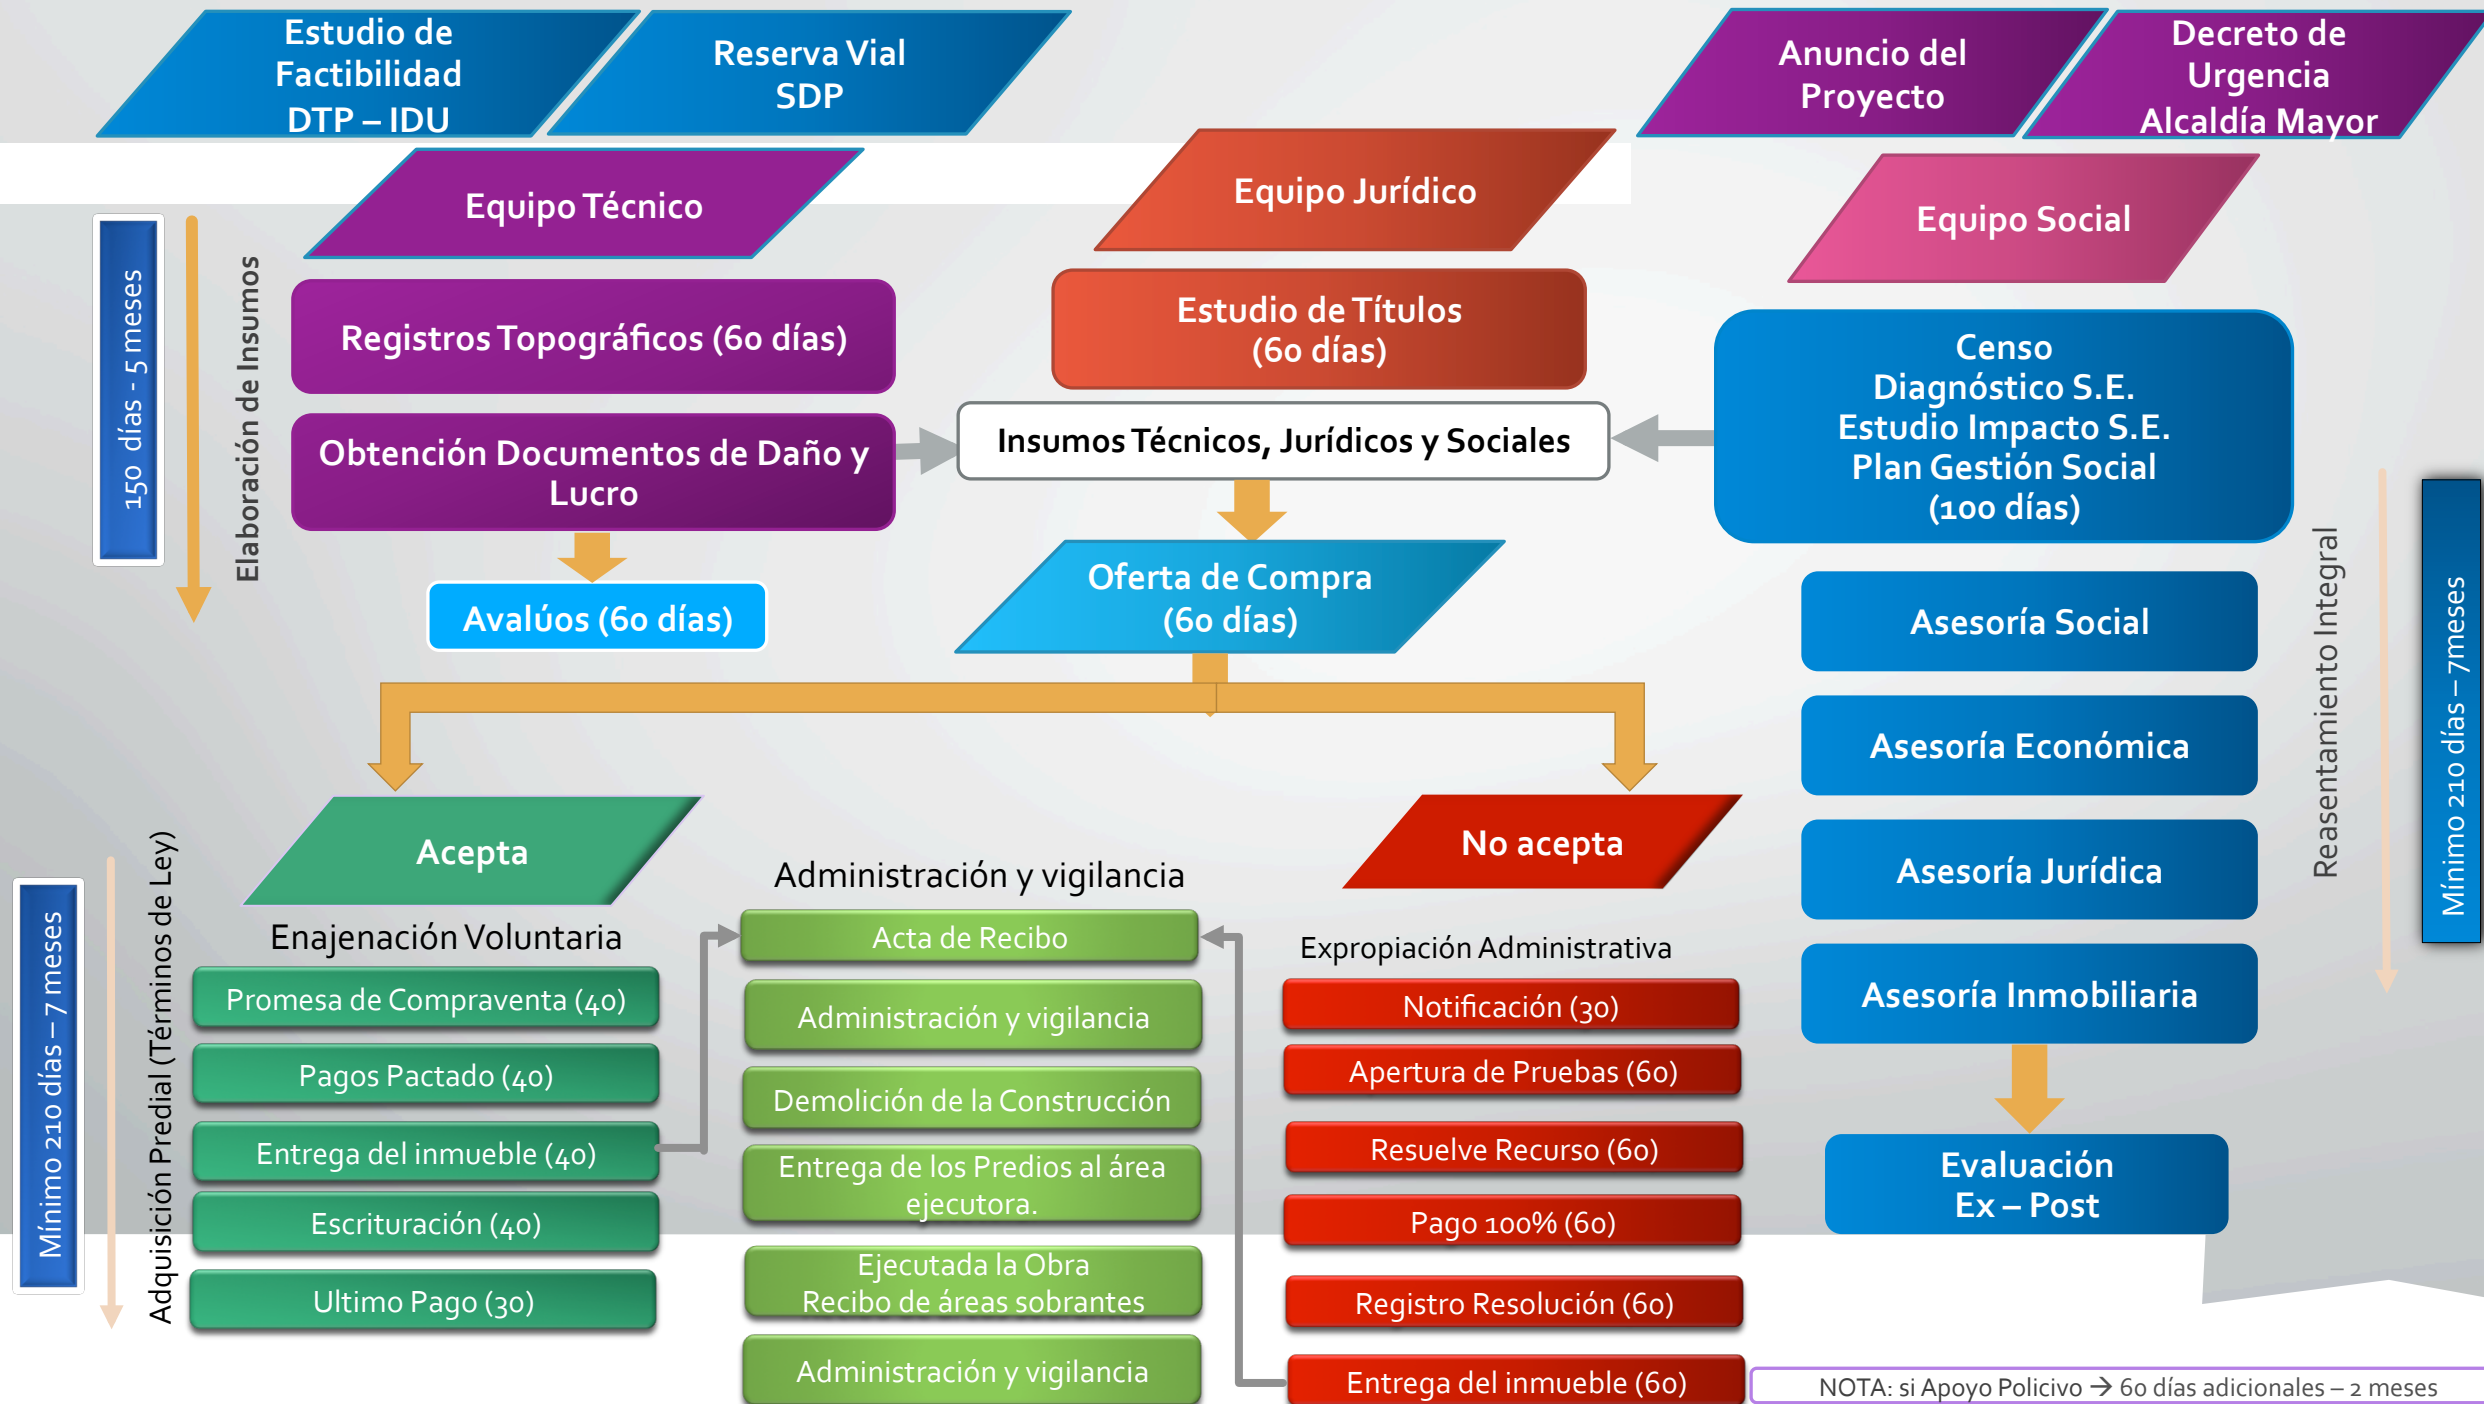 Estudio de
Factibilidad
DTP – IDU
Reserva Vial
SDP
Anuncio del
Proyecto
Decreto de
Urgencia
Alcaldía Mayor
Equipo Técnico
Equipo Jurídico
Equipo Social
150 días - 5 meses
Elaboración de Insumos
Registros Topográficos (60 días)
Obtención Documentos de Daño y
Lucro
Avalúos (60 días)
Estudio de Títulos
(60 días)
Insumos Técnicos, Jurídicos y Sociales
Oferta de Compra
(60 días)
Censo
Diagnóstico S.E.
Estudio Impacto S.E.
Plan Gestión Social
(100 días)
Asesoría Social
Asesoría Económica
Asesoría Jurídica
Asesoría Inmobiliaria
Evaluación
Ex – Post
Reasentamiento Integral
Mínimo 210 días – 7meses
Mínimo 210 días – 7 meses
Adquisición Predial (Términos de Ley)
Acepta
Enajenación Voluntaria
Promesa de Compraventa (40)
Pagos Pactado (40)
Entrega del inmueble (40)
Escrituración (40)
Ultimo Pago (30)
Administración y vigilancia
Acta de Recibo
Administración y vigilancia
Demolición de la Construcción
Entrega de los Predios al área
ejecutora.
Ejecutada la Obra
Recibo de áreas sobrantes
Administración y vigilancia
No acepta
Expropiación Administrativa
Notificación (30)
Apertura de Pruebas (60)
Resuelve Recurso (60)
Pago 100% (60)
Registro Resolución (60)
Entrega del inmueble (60)
NOTA: si Apoyo Policivo → 60 días adicionales – 2 meses